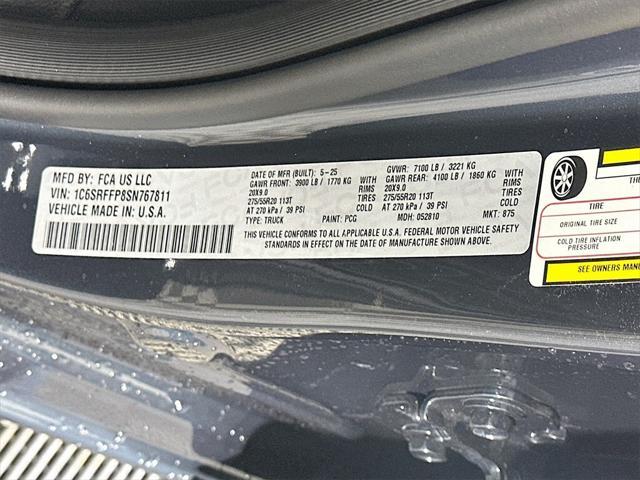 MFD BY: FCA US LLC
VIN: 1C6SRFFP8SN767811
VEHICLE MADE IN: U.S.A.
DATE OF MFR (BUILT): 5-25 GVWR: 7100 LB / 3221 KG
GAWR FRONT: 3900 LB / 1770 KG WITH GAWR REAR: 4100 LB / 1860 KG WITH
20X9.0 20X9.0
275/55R20 113T 275/55R20 113T
AT 270 kPa / 39 PSI COLD AT 270 kPa / 39 PSI COLD
TYPE: TRUCK PAINT: PCG MDH: 052810 MKT: 875
THIS VEHICLE CONFORMS TO ALL APPLICABLE U.S.A. FEDERAL MOTOR VEHICLE SAFETY
STANDARDS IN EFFECT ON THE DATE OF MANUFACTURE SHOWN ABOVE.
TIRE
ORIGINAL TIRE SIZE
COLD TIRE INFLATION
PRESSURE
SEE OWNERS